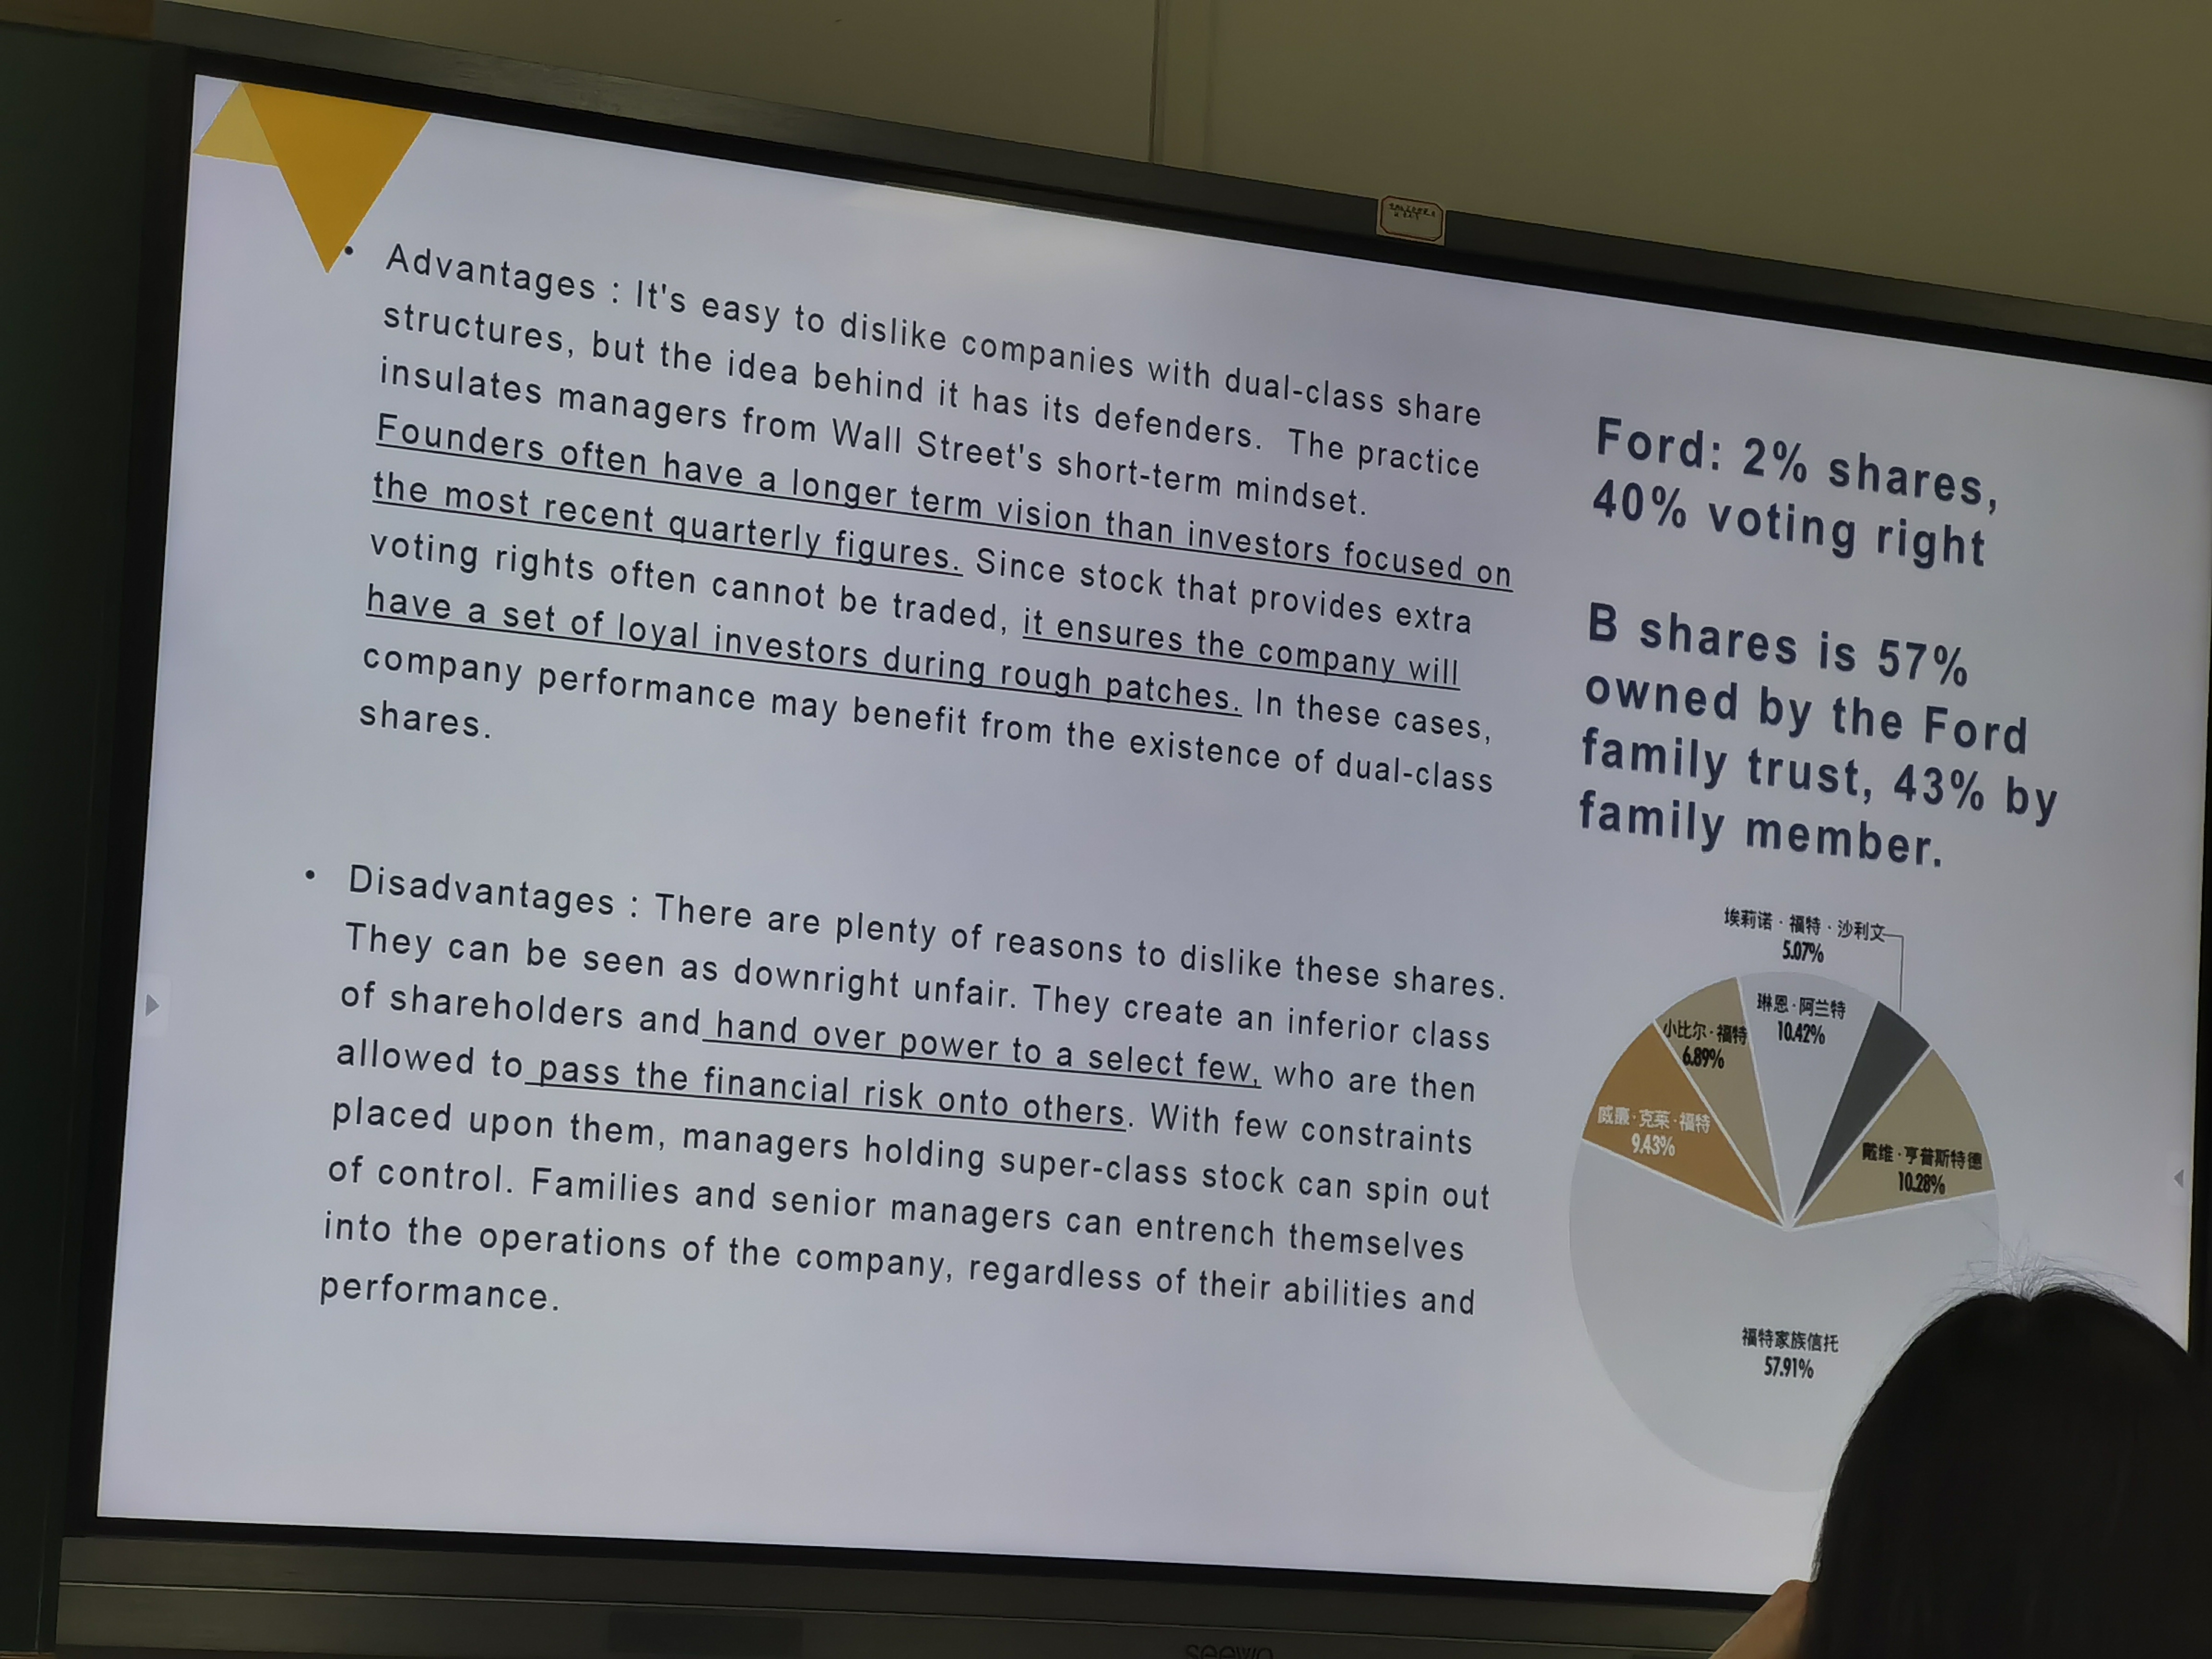 Advantages : It's easy to dislike companies with dual-class share
structures, but the idea behind it has its defenders. The practice
insulates managers from Wall Street's short-term mindset.
Founders often have a longer term vision than investors focused on
the most recent quarterly figures. Since stock that provides extra
voting rights often cannot be traded, it ensures the company will
have a set of loyal investors during rough patches. In these cases,
company performance may benefit from the existence of dual-class
shares.
Disadvantages : There are plenty of reasons to dislike these shares.
They can be seen as downright unfair. They create an inferior class
of shareholders and hand over power to a select few, who are then
allowed to pass the financial risk onto others. With few constraints
placed upon them, managers holding super-class stock can spin out
of control. Families and senior managers can entrench themselves
into the operations of the company, regardless of their abilities and
performance.
Ford: 2% shares,
40% voting right
B shares is 57%
owned by the Ford
family trust, 43% by
family member.
埃莉诺·福特·沙利文
5.07%
琳恩·阿兰特
10.42%
小比尔·福特
6.89%
威廉·克莱·福特
9.43%
戴维·亨普斯特德
10.28%
福特家族信托
57.91%
seewo